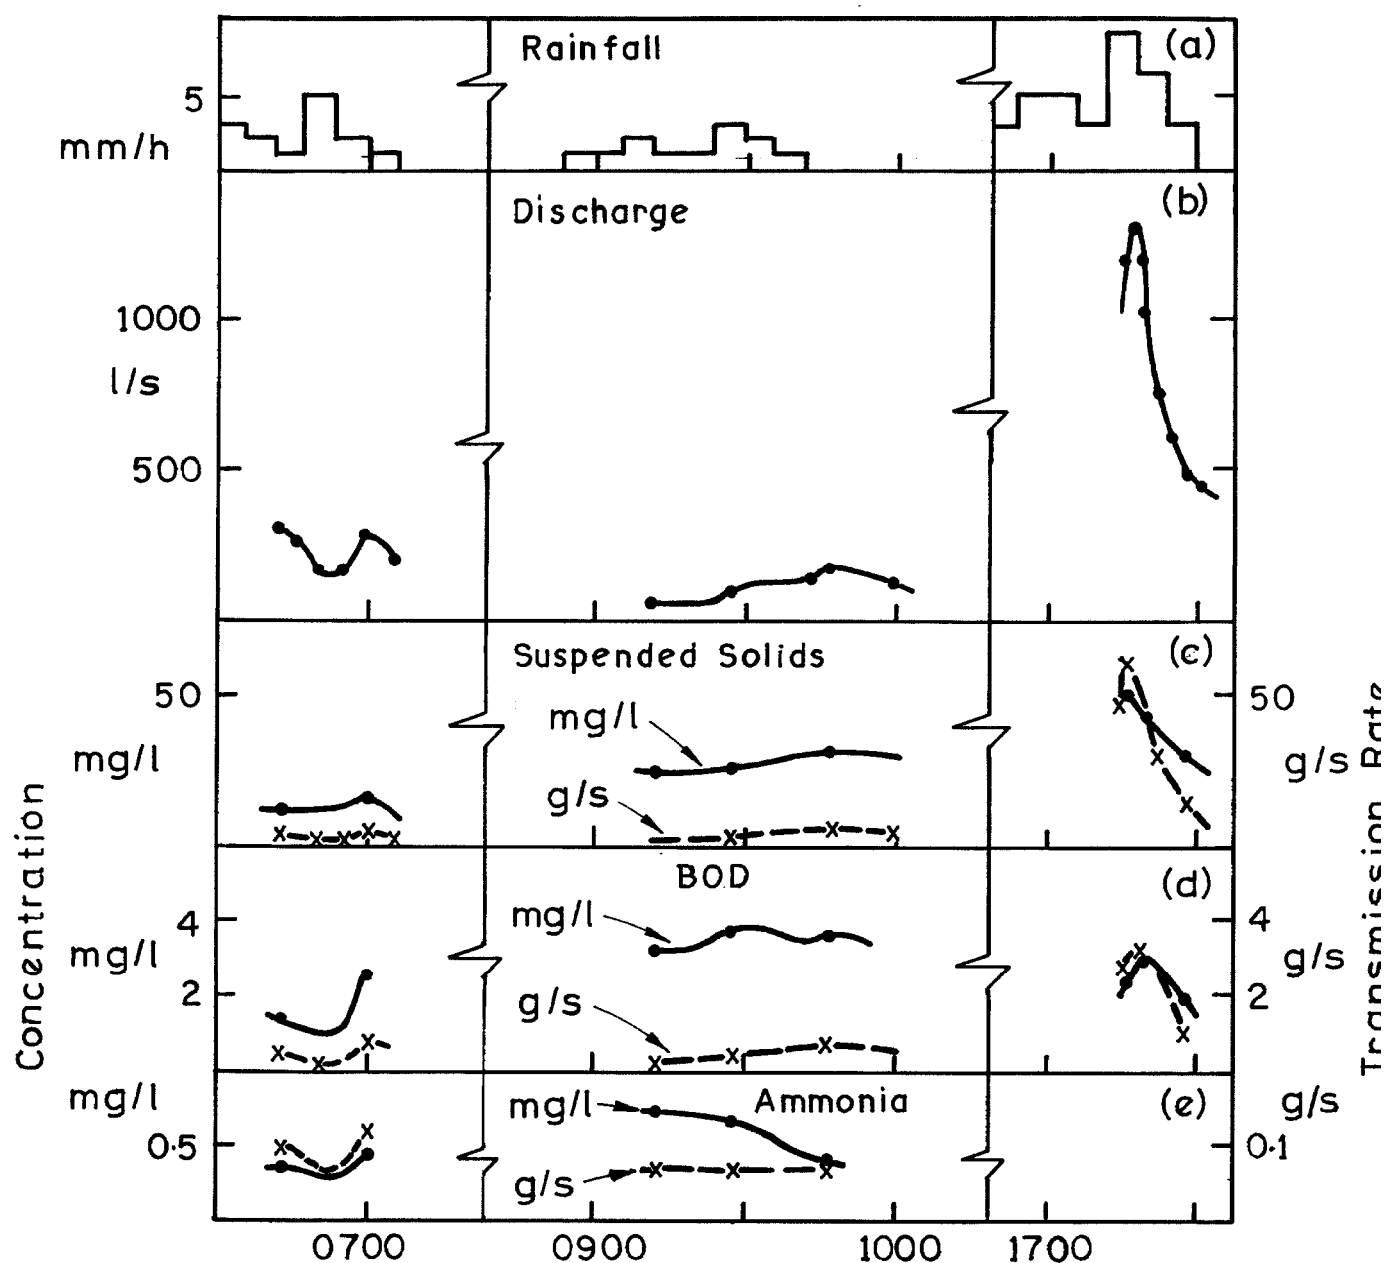 Rainfall
(a)
5
mm/h
Discharge
(b)
1000
l/s
500
Suspended Solids
(c)
50
mg/l
50
mg/l
g/s
g/s
BOD
(d)
4
mg/l
4
mg/l
g/s
2
g/s
2
mg/l
mg/l
Ammonia
(e)
g/s
0.5
0.1
g/s
Concentration
Transmission Rate
0700
0900
1000
1700